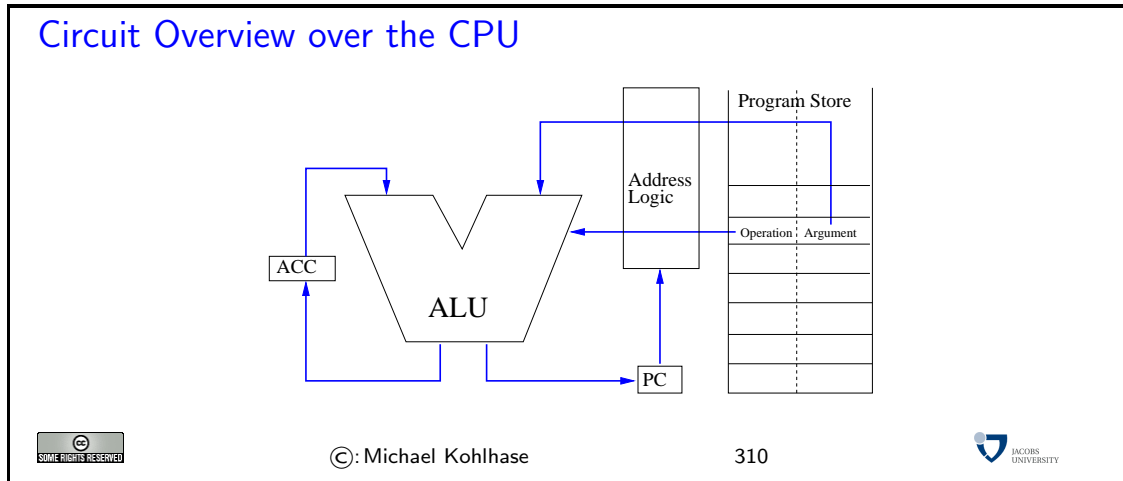 Circuit Overview over the CPU
Program Store
Address
Logic
Operation Argument
ACC
ALU
PC
cc
SOME RIGHTS RESERVED
©: Michael Kohlhase
310
JACOBS
UNIVERSITY